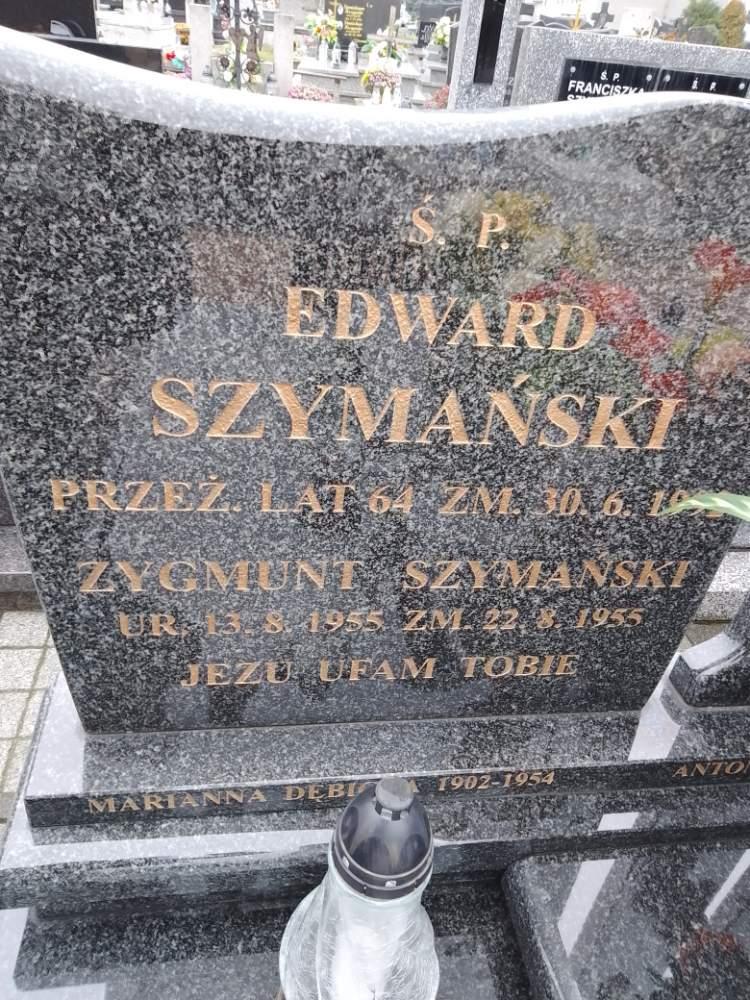 Ś. P.
FRANCISZKA
Ś. P.
Ś. P.
EDWARD
SZYMAŃSKI
PRZEŻ. LAT 64 ZM. 30. 6.
ZYGMUNT SZYMAŃSKI
UR. 13. 8. 1955 ZM. 22. 8. 1955
JEZU UFAM TOBIE
MARIANNA 1902-1954